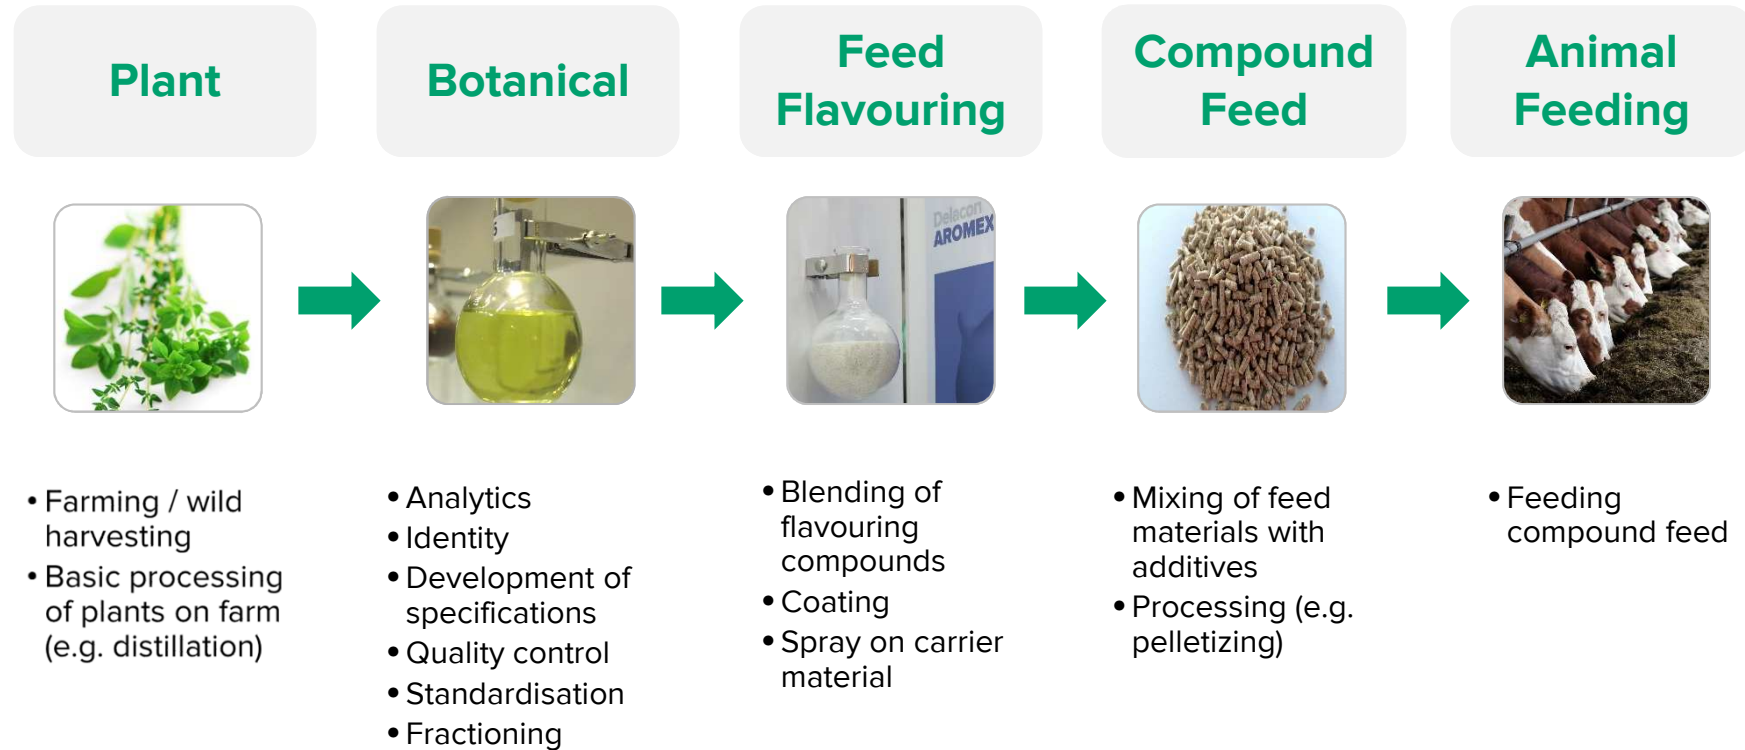 Plant
Botanical
Feed
Flavouring
Compound
Feed
Animal
Feeding
Delacon
AROMEX
• Farming / wild
harvesting
• Basic processing
of plants on farm
(e.g. distillation)
• Analytics
• Identity
• Development of
specifications
• Quality control
• Standardisation
• Fractioning
• Blending of
flavouring
compounds
• Coating
• Spray on carrier
material
• Mixing of feed
materials with
additives
• Processing (e.g.
pelletizing)
• Feeding
compound feed